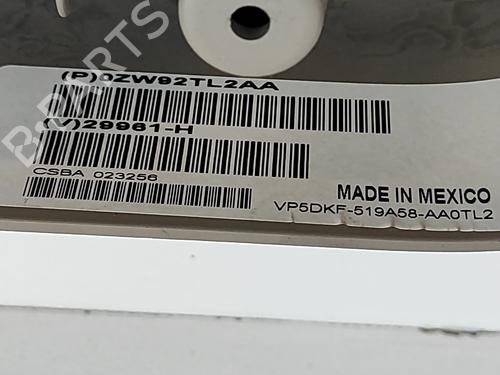 (P)0ZW92TL2AA
(V)29961-H
CSBA 023256
MADE IN MEXICO
VP5DKF-519A58-AA0TL2